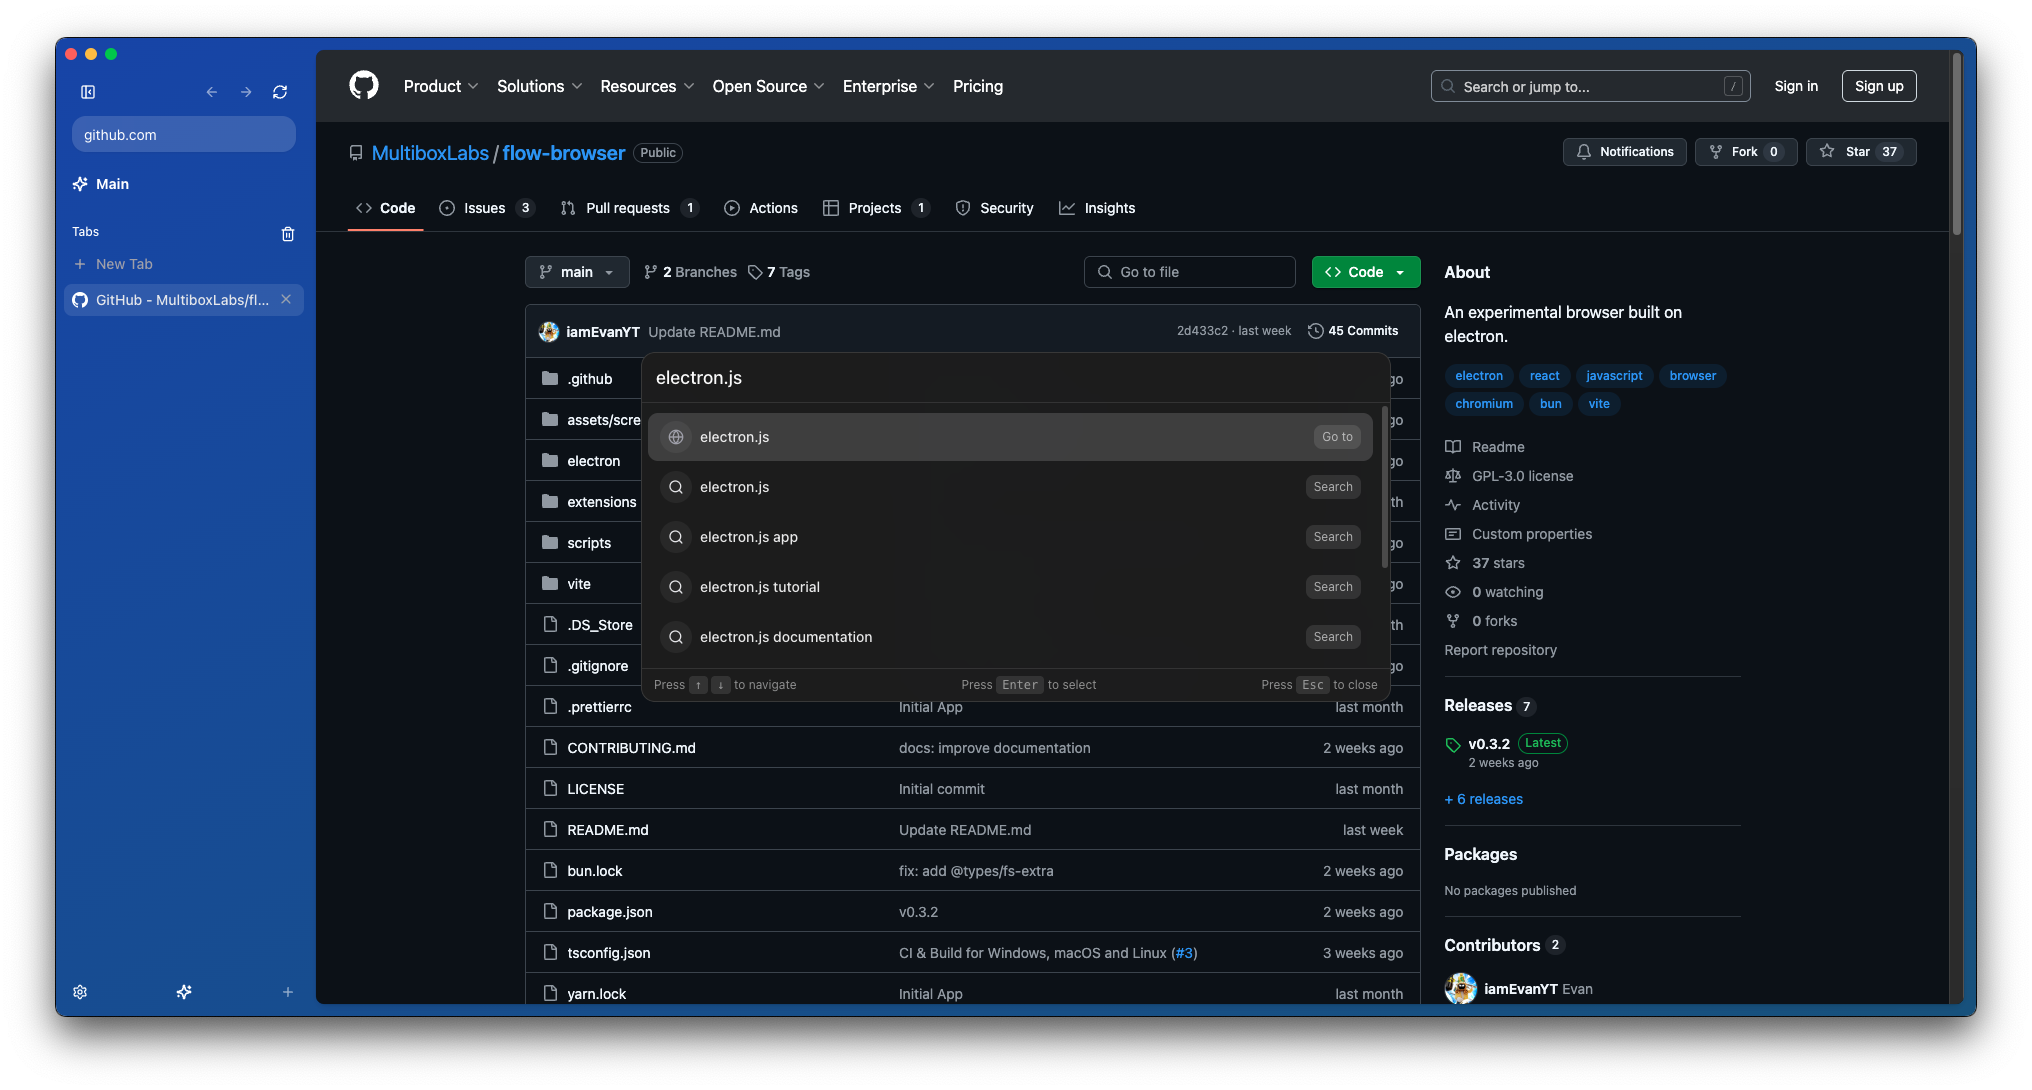 github.com
Main
Tabs
New Tab
GitHub - MultiboxLabs/fl...
Product Solutions Resources Open Source Enterprise Pricing
Search or jump to... /
Sign in
Sign up
MultiboxLabs / flow-browser Public
Notifications Fork 0 Star 37
Code Issues 3 Pull requests 1 Actions Projects 1 Security Insights
main 2 Branches 7 Tags
Go to file
Code
iamEvanYT Update README.md 2d433c2 · last week 45 Commits
.github go
assets/scre go
electron go
extensions th
scripts go
vite go
.DS_Store th
.gitignore go
electron.js
electron.js Go to
electron.js Search
electron.js app Search
electron.js tutorial Search
electron.js documentation Search
Press ↑ ↓ to navigate Press Enter to select Press Esc to close
.prettierrc Initial App last month
CONTRIBUTING.md docs: improve documentation 2 weeks ago
LICENSE Initial commit last month
README.md Update README.md last week
bun.lock fix: add @types/fs-extra 2 weeks ago
package.json v0.3.2 2 weeks ago
tsconfig.json CI & Build for Windows, macOS and Linux (#3) 3 weeks ago
yarn.lock Initial App last month
About
An experimental browser built on
electron.
electron react javascript browser
chromium bun vite
Readme
GPL-3.0 license
Activity
Custom properties
37 stars
0 watching
0 forks
Report repository
Releases 7
v0.3.2 Latest
2 weeks ago
+ 6 releases
Packages
No packages published
Contributors 2
iamEvanYT Evan